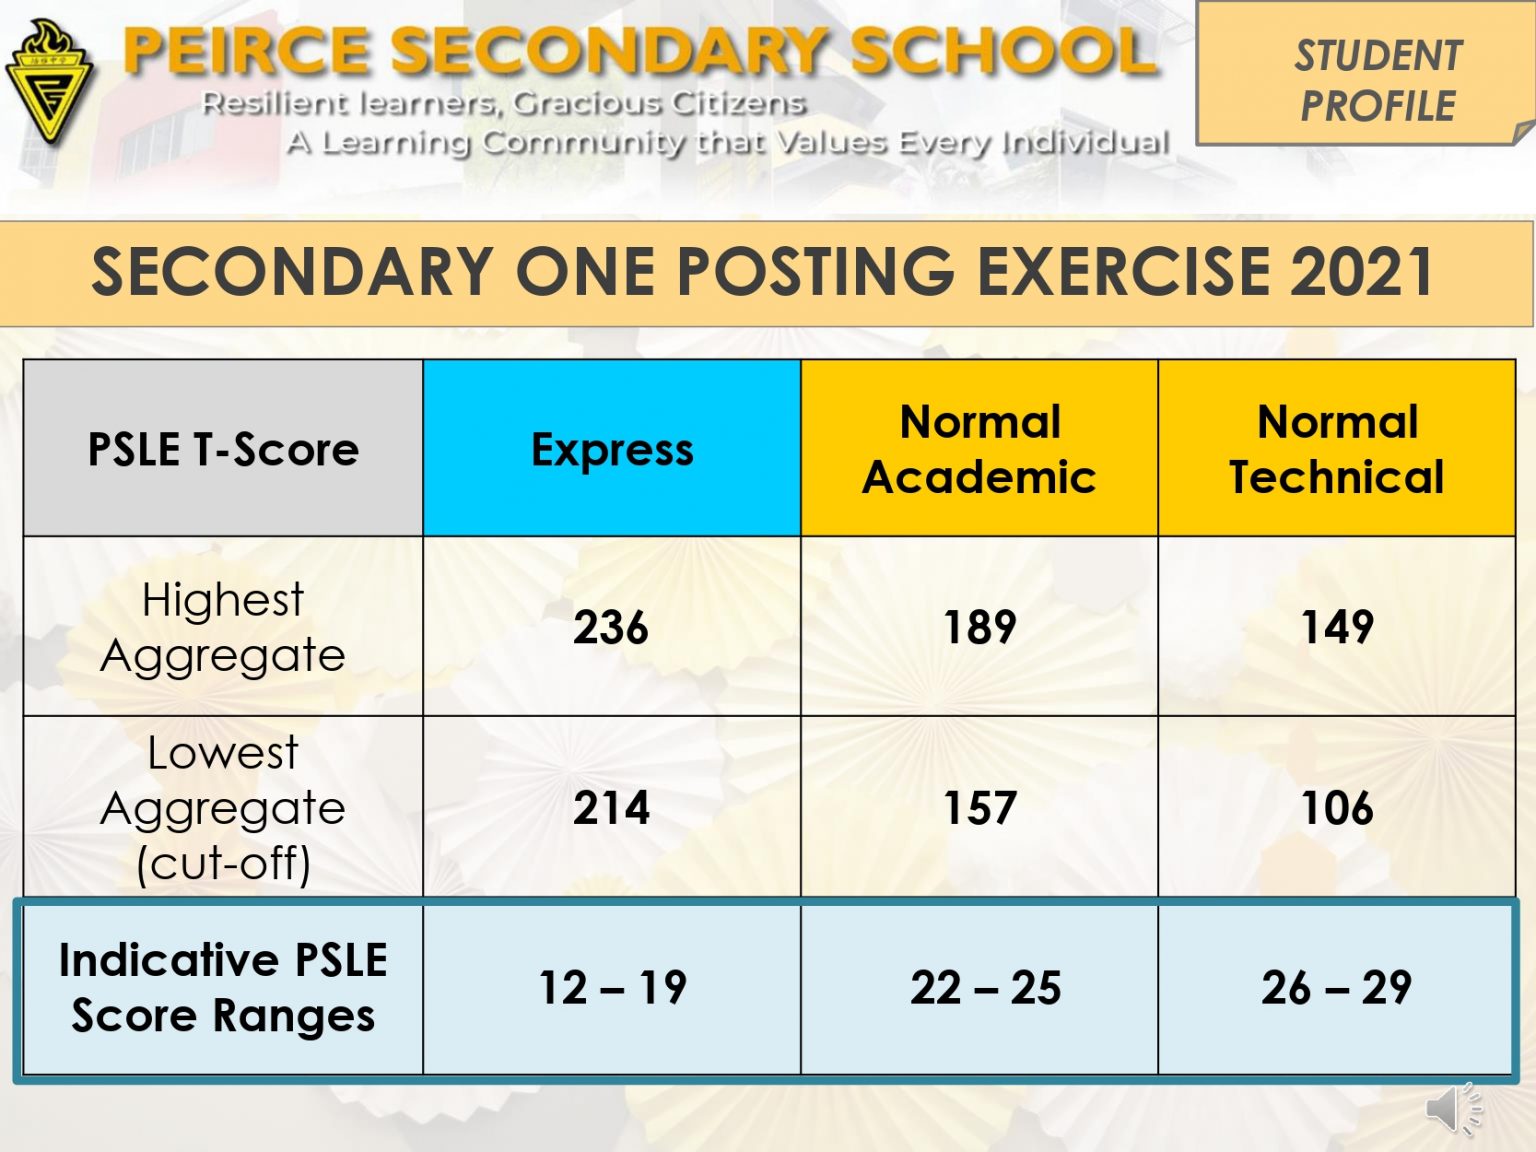 PEIRCE SECONDARY SCHOOL
Resilient learners, Gracious Citizens
A Learning Community that Values Every Individual
STUDENT
PROFILE
SECONDARY ONE POSTING EXERCISE 2021
PSLE T-Score
Express
Normal
Academic
Normal
Technical
Highest
Aggregate
236
189
149
Lowest
Aggregate
(cut-off)
214
157
106
Indicative PSLE
Score Ranges
12 – 19
22 – 25
26 – 29